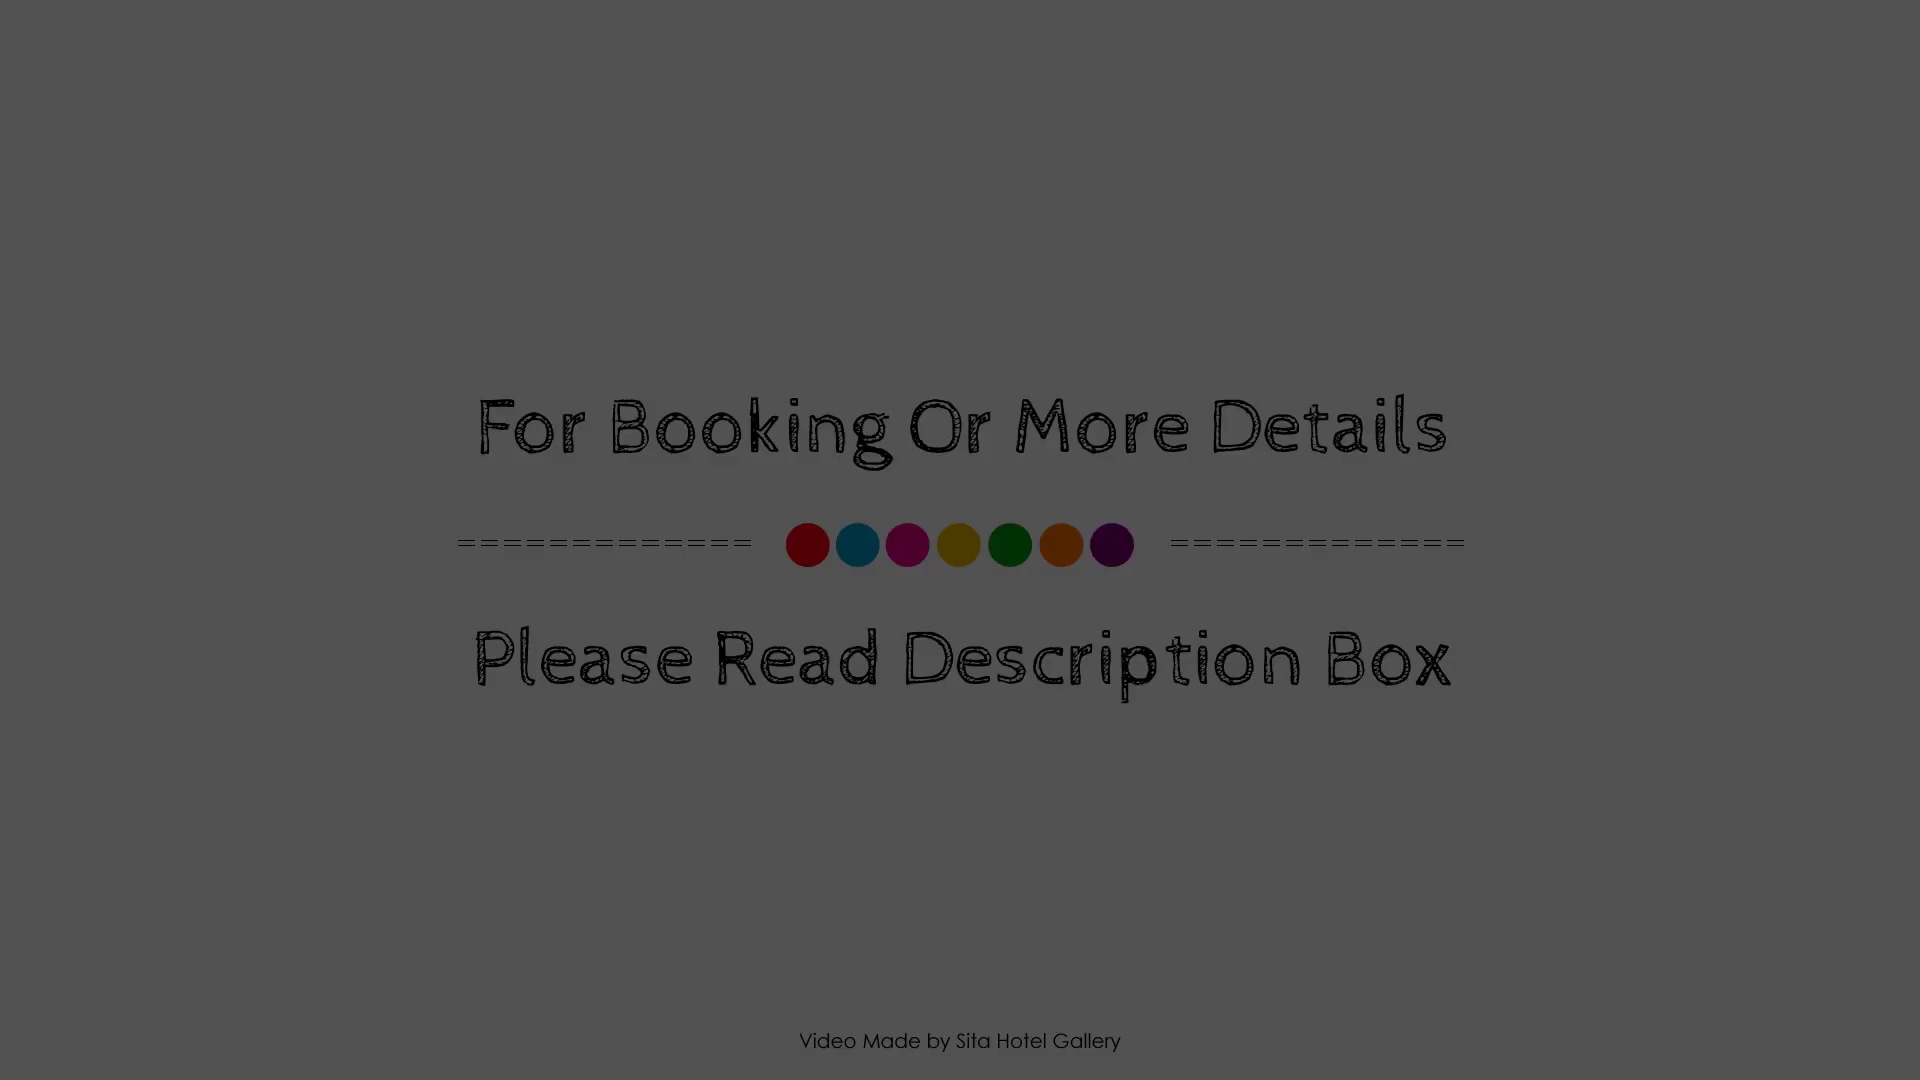 For Booking Or More Details
============= =============
Please Read Description Box
Video Made by Sita Hotel Gallery